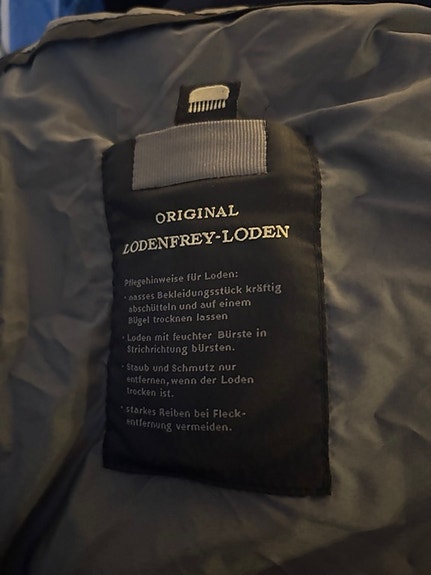 ORIGINAL
LODENFREY-LODEN
Pflegehinweise für Loden:
· nasses Bekleidungsstück kräftig
abschütteln und auf einem
Bügel trocknen lassen
· Loden mit feuchter Bürste in
Strichrichtung bürsten.
· Staub und Schmutz nur
entfernen, wenn der Loden
trocken ist.
· starkes Reiben bei Fleck-
entfernung vermeiden.